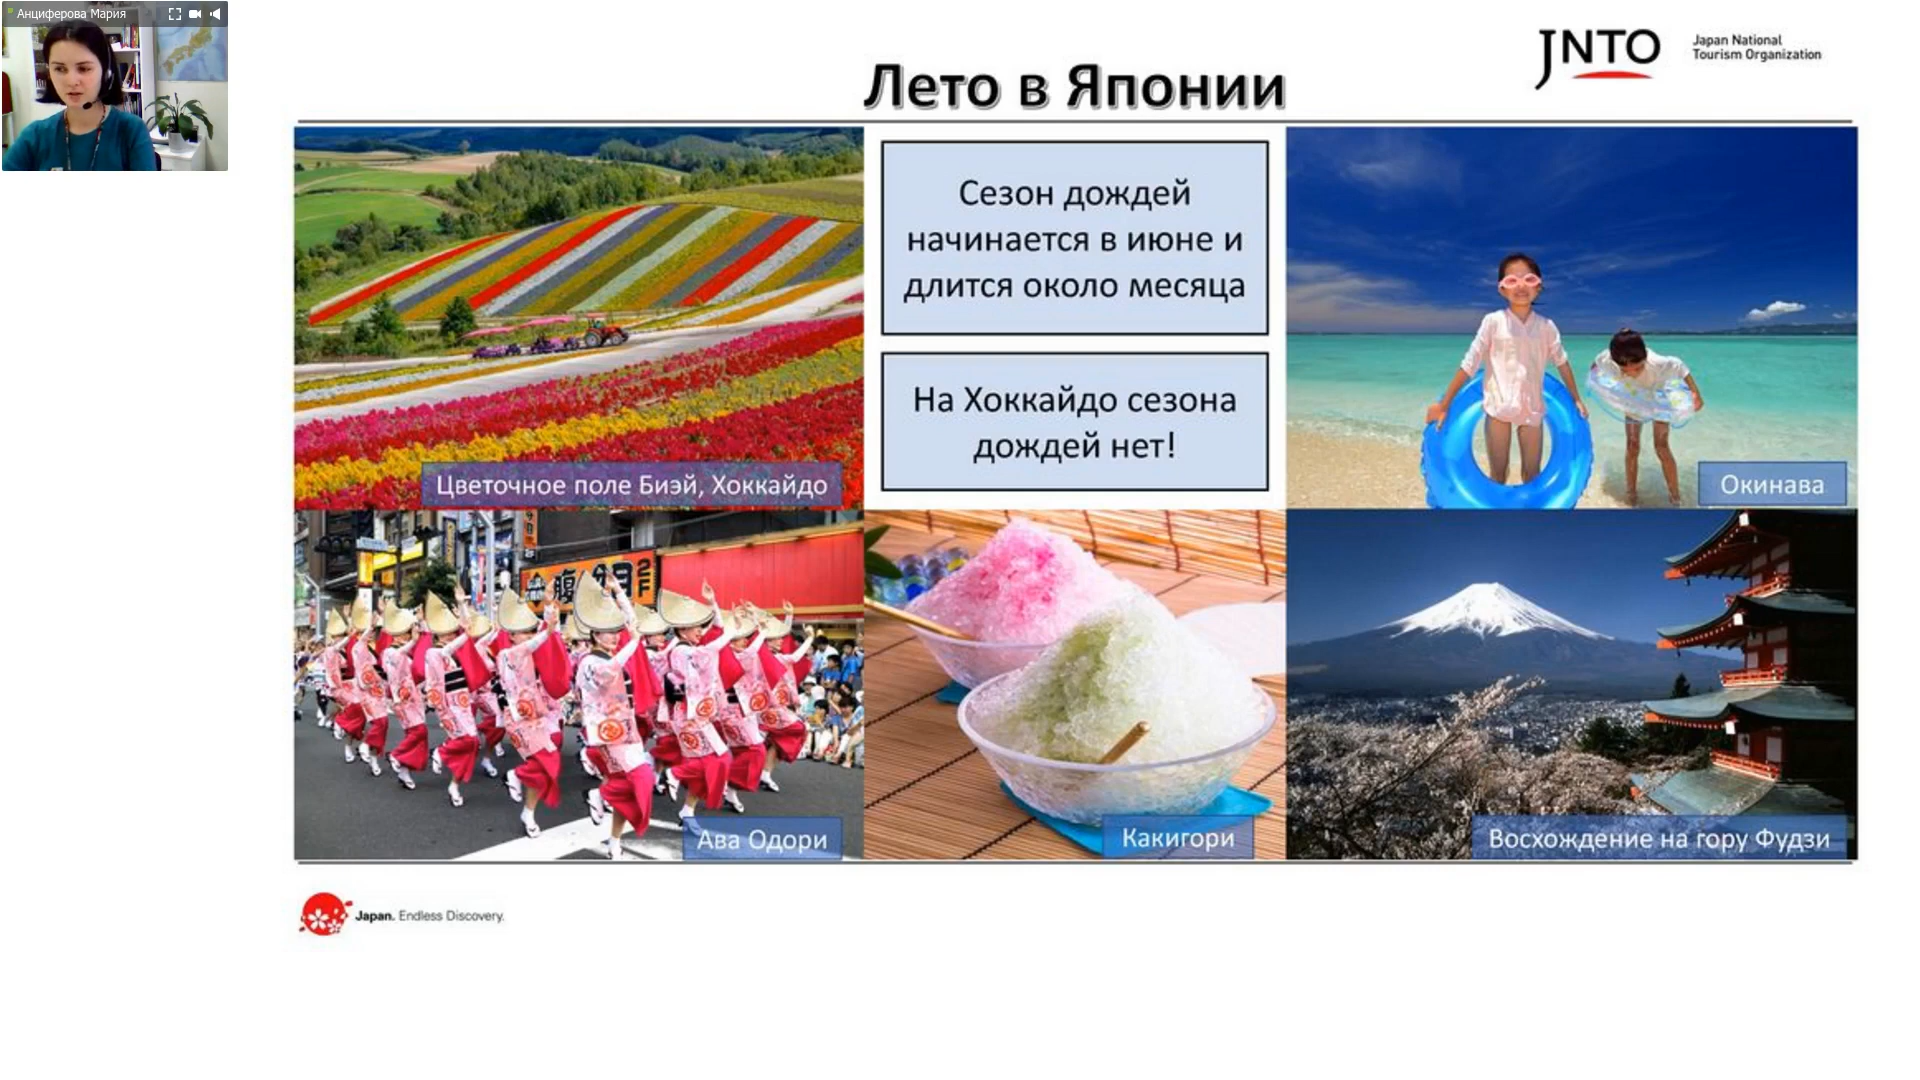 Анциферова Мария
JNTO
Japan National
Tourism Organization
Лето в Японии
Сезон дождей
начинается в июне и
длится около месяца
На Хоккайдо сезона
дождей нет!
Цветочное поле Биэй, Хоккайдо
Окинава
2F
Ава Одори
Какигори
Восхождение на гору Фудзи
Japan. Endless Discovery.